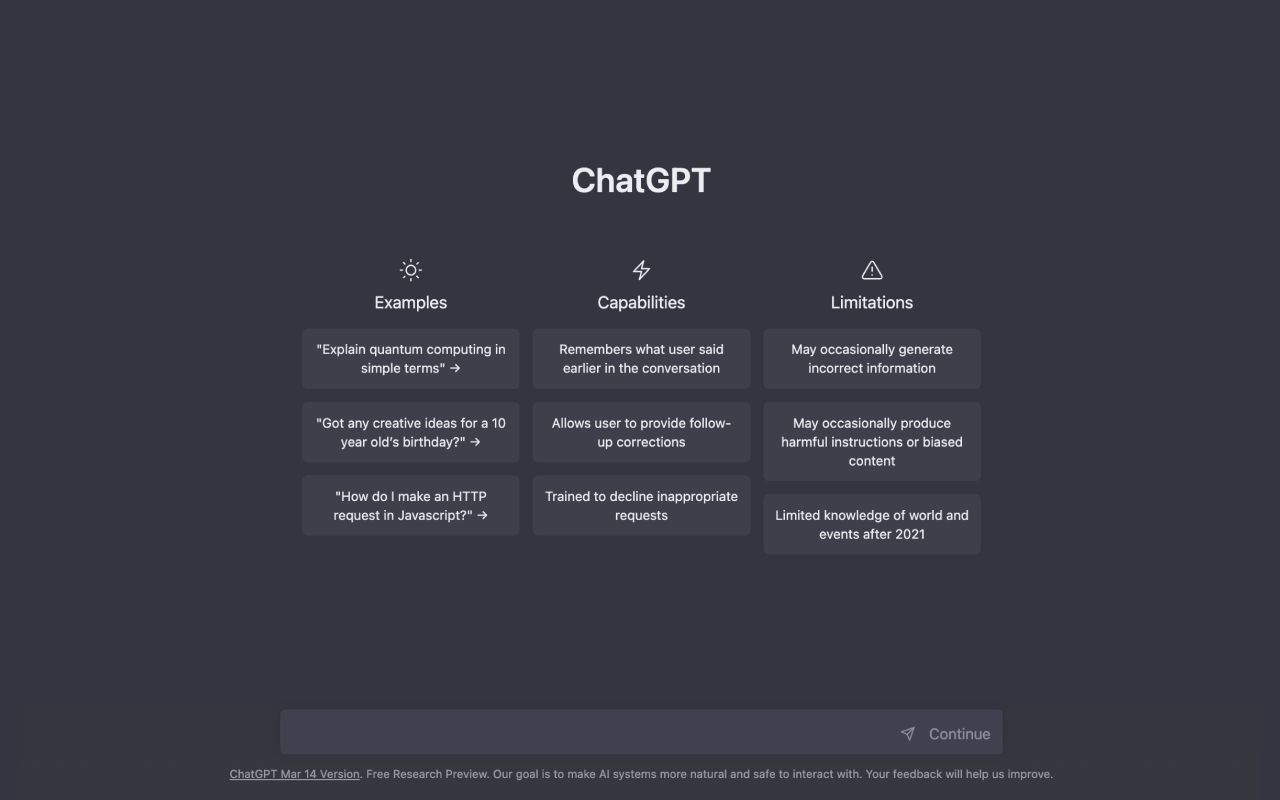 ChatGPT
Examples
"Explain quantum computing in
simple terms" →
"Got any creative ideas for a 10
year old's birthday?" →
"How do I make an HTTP
request in Javascript?" →
Capabilities
Remembers what user said
earlier in the conversation
Allows user to provide follow-
up corrections
Trained to decline inappropriate
requests
Limitations
May occasionally generate
incorrect information
May occasionally produce
harmful instructions or biased
content
Limited knowledge of world and
events after 2021
Continue
ChatGPT Mar 14 Version. Free Research Preview. Our goal is to make AI systems more natural and safe to interact with. Your feedback will help us improve.